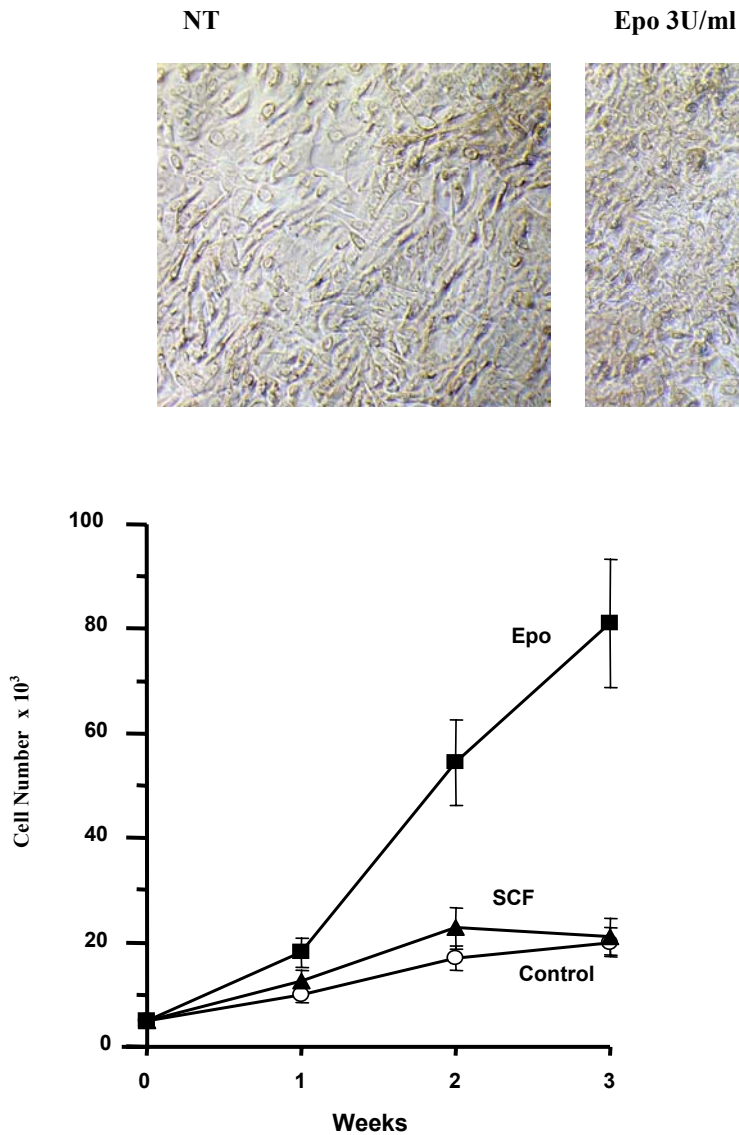 NT Epo 3U/ml
100
80
Epo
60
Cell Number x 10³
40
SCF
20
Control
0
0 1 2 3
Weeks